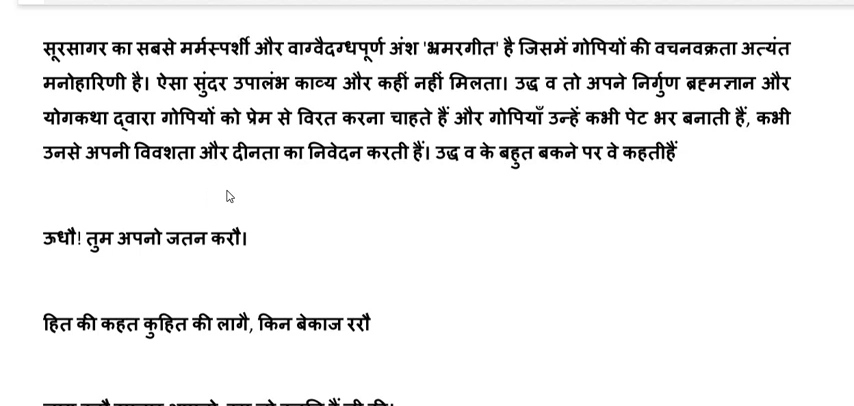 सूरसागर का सबसे मर्मस्पर्शी और वाग्वैदग्धपूर्ण अंश 'भ्रमरगीत' है जिसमें गोपियों की वचनवक्रता अत्यंत
मनोहारिणी है। ऐसा सुंदर उपालंभ काव्य और कहीं नहीं मिलता। उद्ध व तो अपने निर्गुण ब्रह्मज्ञान और
योगकथा द्वारा गोपियों को प्रेम से विरत करना चाहते हैं और गोपियाँ उन्हें कभी पेट भर बनाती हैं, कभी
उनसे अपनी विवशता और दीनता का निवेदन करती हैं। उद्ध व के बहुत बकने पर वे कहतीहैं
ऊधौ! तुम अपनो जतन करौ।
हित की कहत कुहित की लागै, किन बेकाज ररौ